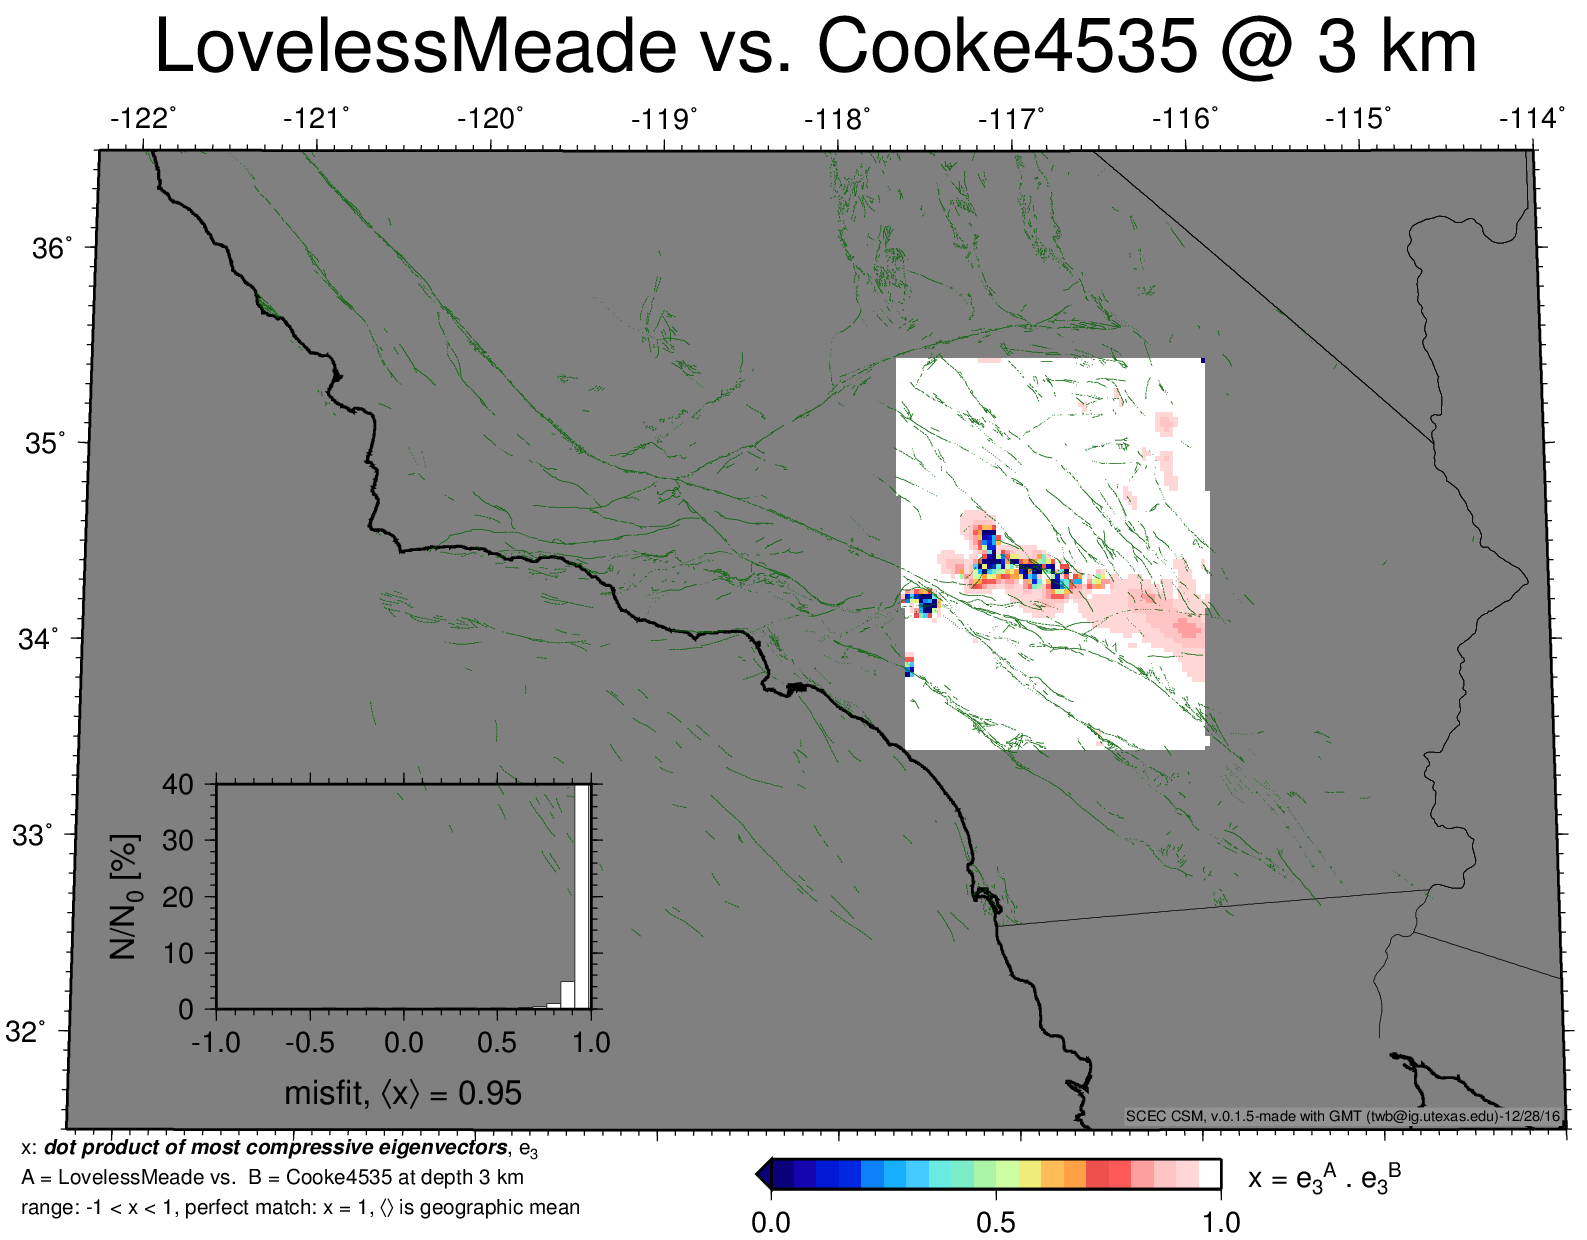 LovelessMeade vs. Cooke4535 @ 3 km
-122° -121° -120° -119° -118° -117° -116° -115° -114°
36°
35°
34°
33°
32°
40
30
20
10
0
N/N0 [%]
-1.0 -0.5 0.0 0.5 1.0
misfit, ⟨x⟩ = 0.95
SCEC CSM, v.0.1.5-made with GMT (twb@ig.utexas.edu)-12/28/16
x: dot product of most compressive eigenvectors, e3
A = LovelessMeade vs. B = Cooke4535 at depth 3 km
range: -1 < x < 1, perfect match: x = 1, ⟨⟩ is geographic mean
x = e3A . e3B
0.0 0.5 1.0